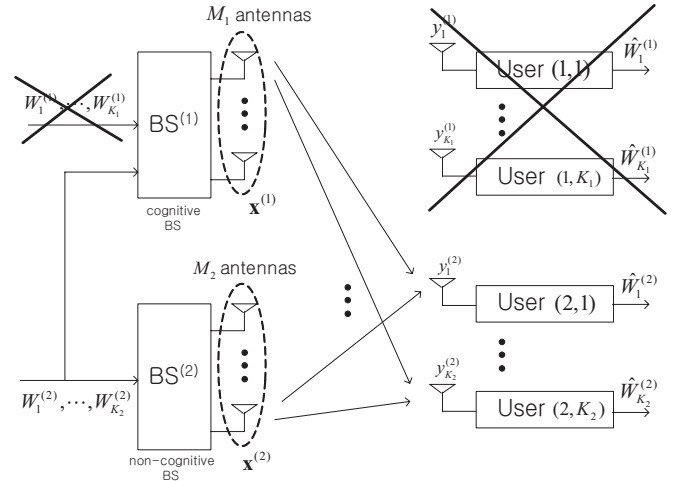 M₁ antennas
W₁⁽¹⁾,⋯,W_{K₁}⁽¹⁾
BS⁽¹⁾
cognitive
BS
x⁽¹⁾
y₁⁽¹⁾
User (1,1)
Ŵ₁⁽¹⁾
y_{K₁}⁽¹⁾
User (1,K₁)
Ŵ_{K₁}⁽¹⁾
M₂ antennas
W₁⁽²⁾,⋯,W_{K₂}⁽²⁾
BS⁽²⁾
non-cognitive
BS
x⁽²⁾
y₁⁽²⁾
User (2,1)
Ŵ₁⁽²⁾
y_{K₂}⁽²⁾
User (2,K₂)
Ŵ_{K₂}⁽²⁾